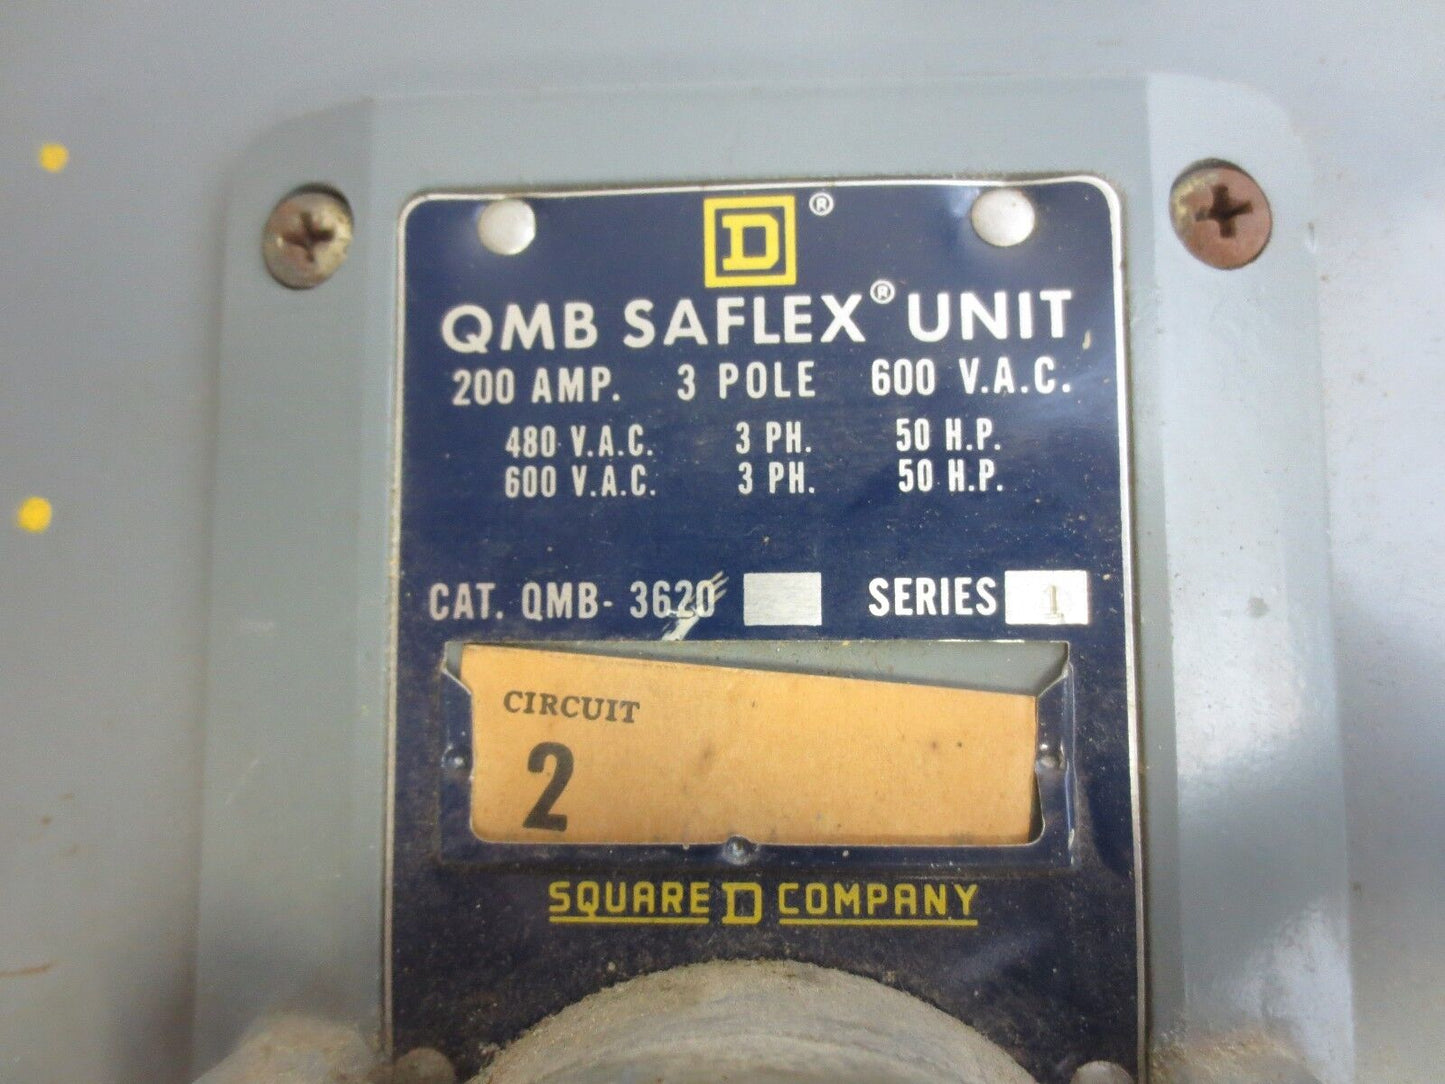 D ®
QMB SAFLEX® UNIT
200 AMP. 3 POLE 600 V.A.C.
480 V.A.C. 3 PH. 50 H.P.
600 V.A.C. 3 PH. 50 H.P.
CAT. QMB- 3620 SERIES 1
CIRCUIT
2
SQUARE D COMPANY